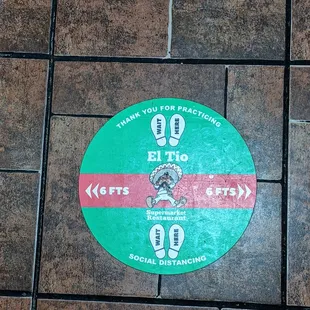 THANK YOU FOR PRACTICING
WAIT HERE
El Tio
6 FTS 6 FTS
Supermarket
Restaurant
WAIT HERE
SOCIAL DISTANCING